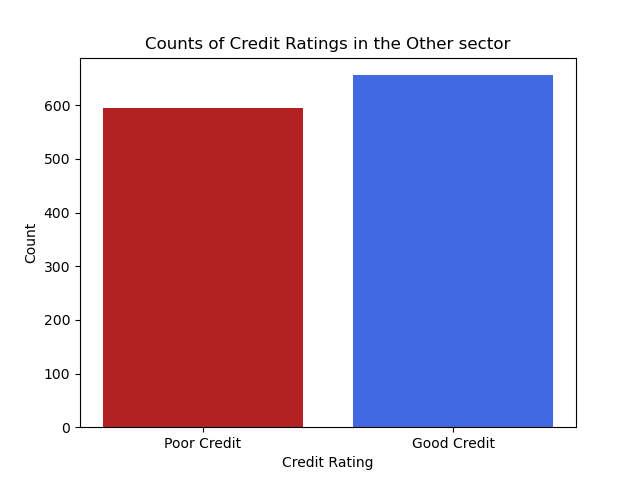 Counts of Credit Ratings in the Other sector
600
500
400
300
200
100
0
Count
Poor Credit
Good Credit
Credit Rating